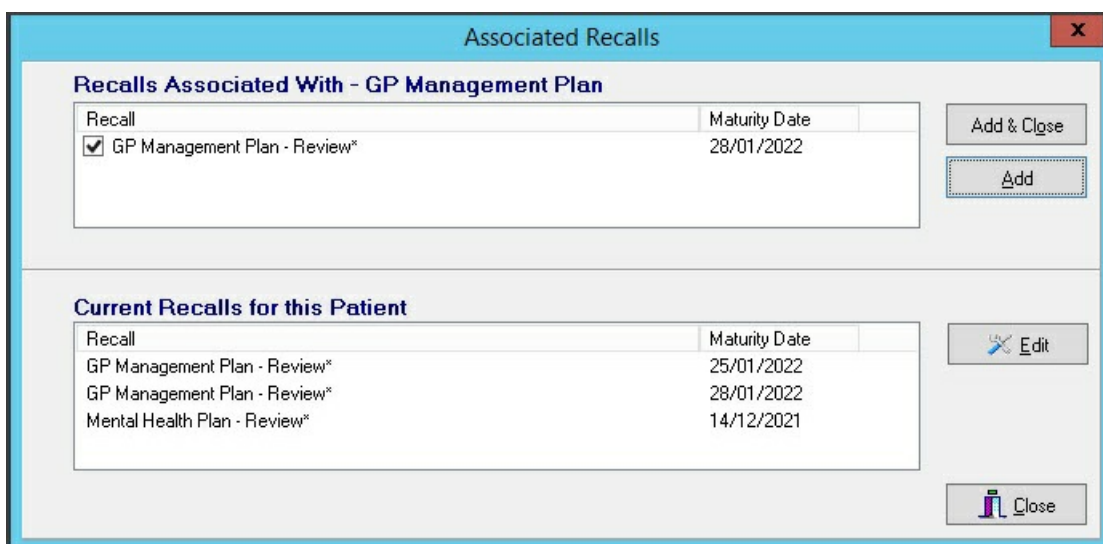 Associated Recalls
x
Recalls Associated With - GP Management Plan
Recall Maturity Date
GP Management Plan - Review* 28/01/2022
Add & Close
Add
Current Recalls for this Patient
Recall Maturity Date
GP Management Plan - Review* 25/01/2022
GP Management Plan - Review* 28/01/2022
Mental Health Plan - Review* 14/12/2021
Edit
Close